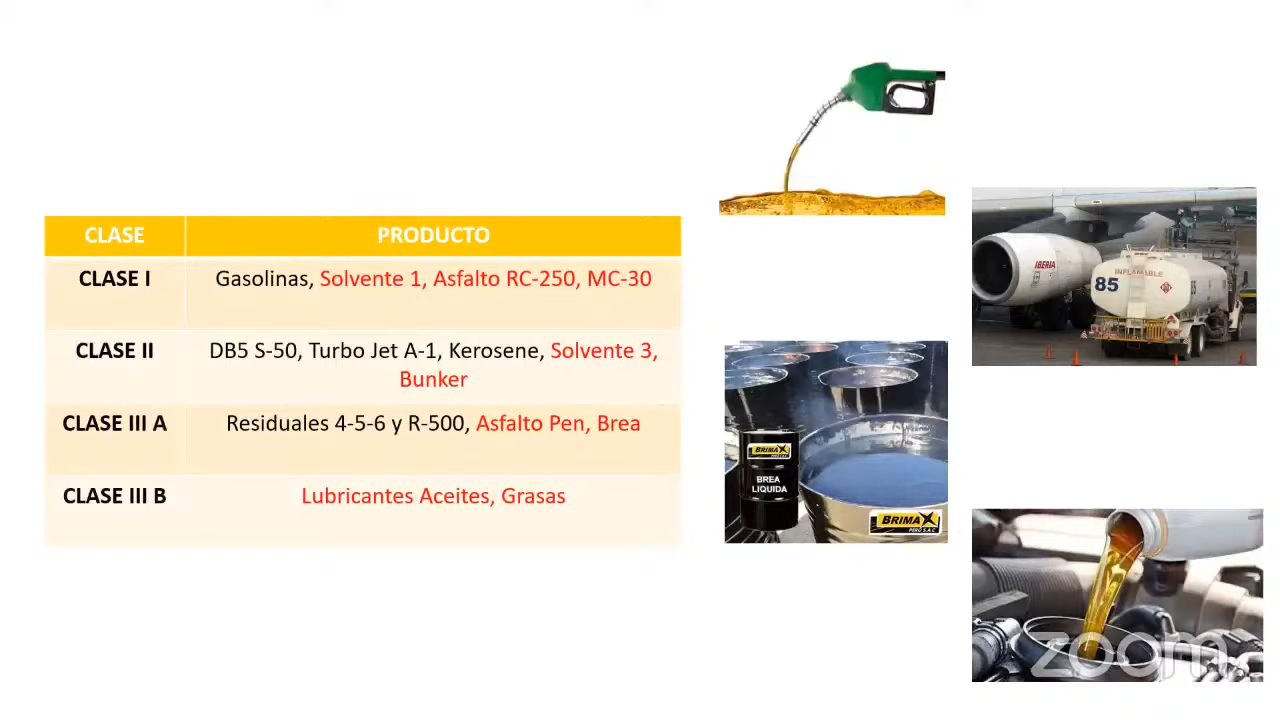 CLASE PRODUCTO
CLASE I Gasolinas, Solvente 1, Asfalto RC-250, MC-30
CLASE II DB5 S-50, Turbo Jet A-1, Kerosene, Solvente 3,
Bunker
CLASE III A Residuales 4-5-6 y R-500, Asfalto Pen, Brea
CLASE III B Lubricantes Aceites, Grasas
IBERIA
INFLAMABLE
85
85
BRIMAX
BREA
LIQUIDA
BRIMAX
PERÚ S.A.C
zoom